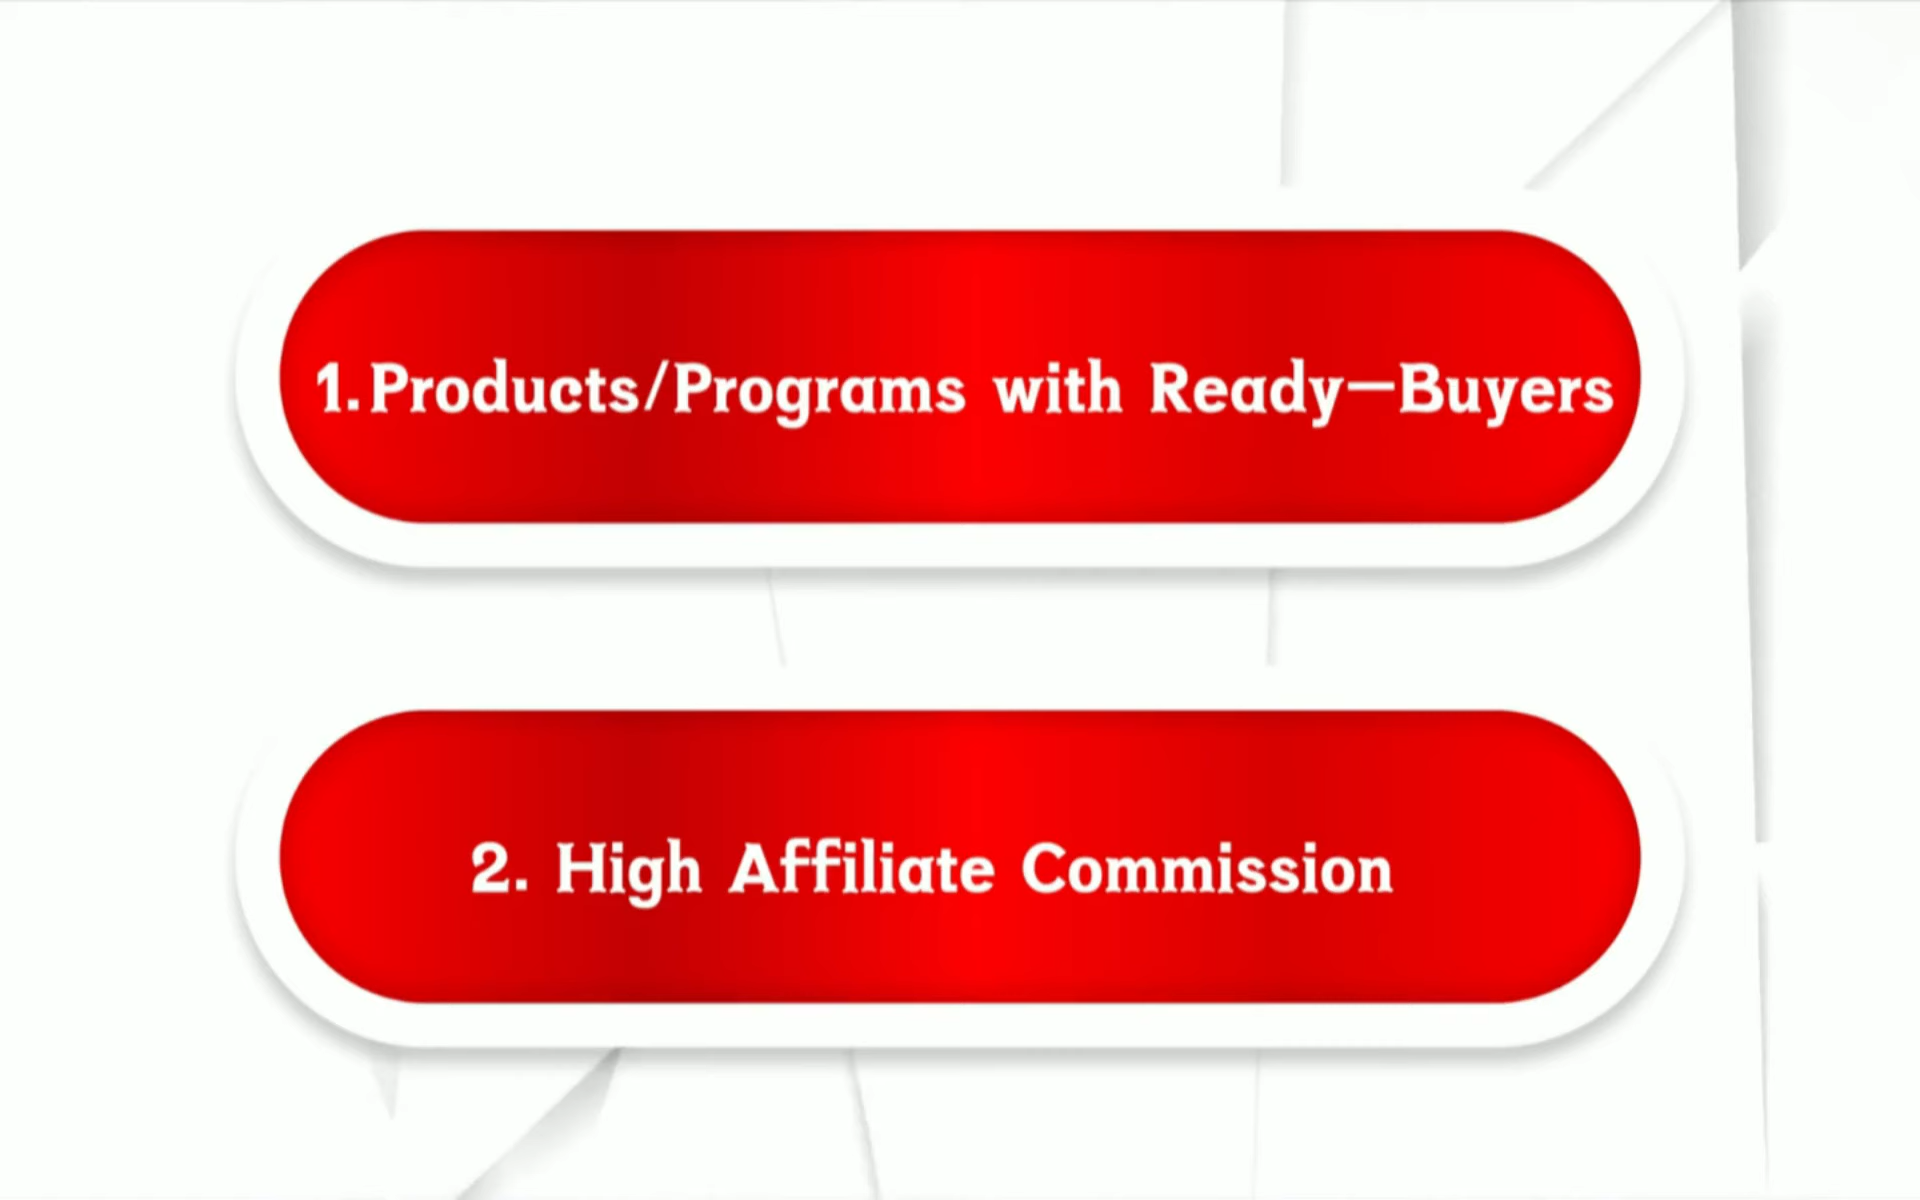 1.Products/Programs with Ready—Buyers
2. High Affiliate Commission